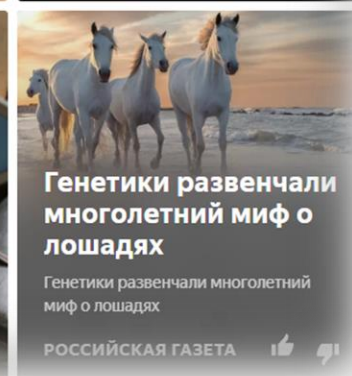 Генетики развенчали
многолетний миф о
лошадях
Генетики развенчали многолетний
миф о лошадях
РОССИЙСКАЯ ГАЗЕТА